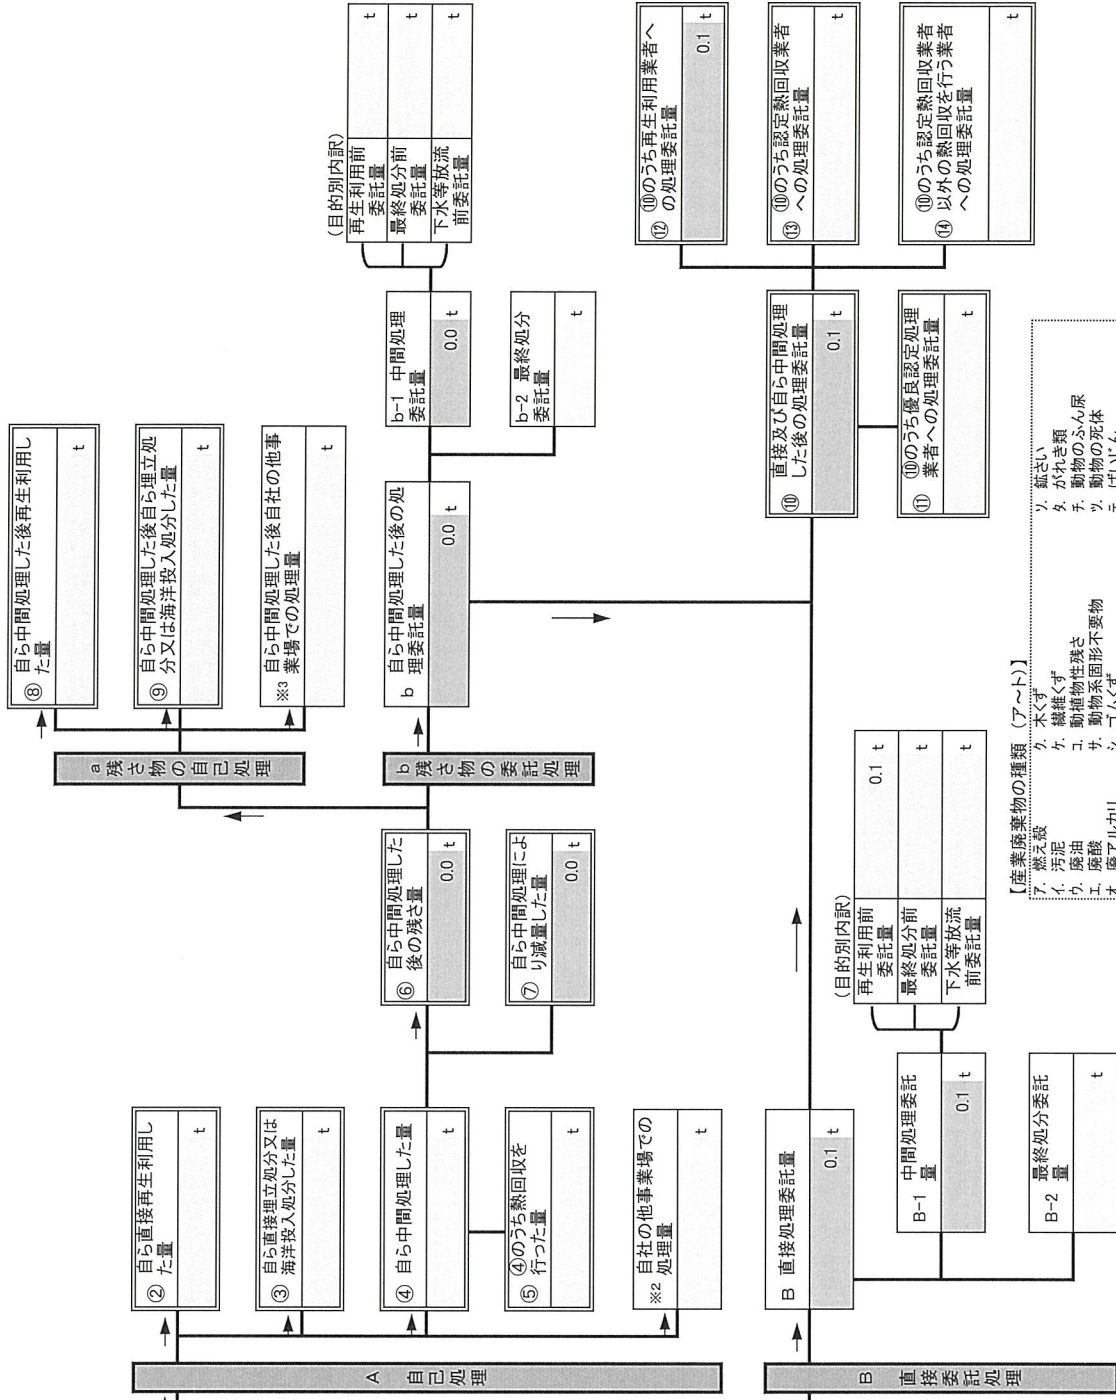 A 自己処理
② 自ら直接再生利用し
た量
t
③ 自ら直接埋立処分又は
海洋投入処分した量
t
④ 自ら中間処理した量
t
⑤ ④のうち熱回収を
行った量
t
※2 自社の他事業場での
処理量
t
⑥ 自ら中間処理した
後の残さ量
0.0 t
⑦ 自ら中間処理によ
り減量した量
0.0 t
a 残さ物の自己処理
⑧ 自ら中間処理した後再生利用し
た量
t
⑨ 自ら中間処理した後自ら埋立処
分又は海洋投入処分した量
t
※3 自ら中間処理した後自社の他事
業場での処理量
t
b 残さ物の委託処理
b 自ら中間処理した後の処
理委託量
0.0 t
b-1 中間処理
委託量
0.0 t
b-2 最終処分
委託量
t
(目的別内訳)
再生利用前
委託量
t
最終処分前
委託量
t
下水等放流
前委託量
t
B 直接委託処理
B 直接処理委託量
0.1 t
B-1 中間処理委託
量
0.1 t
B-2 最終処分委託
量
t
(目的別内訳)
再生利用前
委託量
0.1 t
最終処分前
委託量
t
下水等放流
前委託量
t
⑩ 直接及び自ら中間処理
した後の処理委託量
0.1 t
⑪ ⑩のうち優良認定処理
業者への処理委託量
t
⑫ ⑩のうち再生利用業者へ
の処理委託量
0.1 t
⑬ ⑩のうち認定熱回収業者
への処理委託量
t
⑭ ⑩のうち認定熱回収業者
以外の熱回収を行う業者
への処理委託量
t
【産業廃棄物の種類 (ア~ト)】
ア. 燃え殻
イ. 汚泥
ウ. 廃油
エ. 廃酸
オ. 廃アルカリ
ク. 木くず
ケ. 繊維くず
コ. 動植物性残さ
サ. 動物系固形不要物
シ. ゴムくず
ソ. 鉱さい
タ. がれき類
チ. 動物のふん尿
ツ. 動物の死体
テ. ばいじん